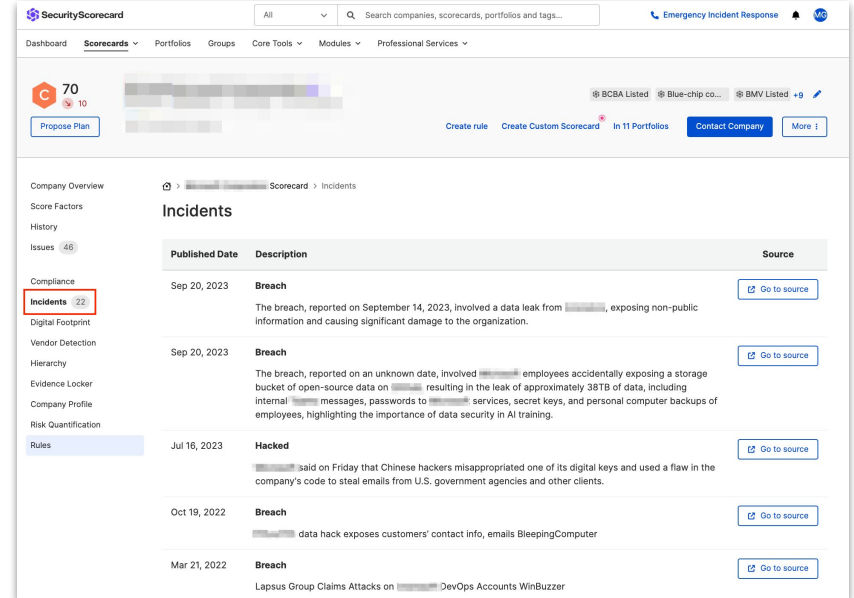 SecurityScorecard
All
Search companies, scorecards, portfolios and tags...
Emergency Incident Response
MG
Dashboard Scorecards Portfolios Groups Core Tools Modules Professional Services
C 70
10
BCBA Listed Blue-chip co... BMV Listed +9
Propose Plan
Create rule Create Custom Scorecard In 11 Portfolios Contact Company More
Company Overview
Score Factors
History
Issues 46
Compliance
Incidents 22
Digital Footprint
Vendor Detection
Hierarchy
Evidence Locker
Company Profile
Risk Quantification
Rules
> Scorecard > Incidents
Incidents
Published Date Description Source
Sep 20, 2023 Breach Go to source
The breach, reported on September 14, 2023, involved a data leak from , exposing non-public
information and causing significant damage to the organization.
Sep 20, 2023 Breach Go to source
The breach, reported on an unknown date, involved employees accidentally exposing a storage
bucket of open-source data on resulting in the leak of approximately 38TB of data, including
internal messages, passwords to services, secret keys, and personal computer backups of
employees, highlighting the importance of data security in AI training.
Jul 16, 2023 Hacked Go to source
said on Friday that Chinese hackers misappropriated one of its digital keys and used a flaw in the
company's code to steal emails from U.S. government agencies and other clients.
Oct 19, 2022 Breach Go to source
data hack exposes customers' contact info, emails BleepingComputer
Mar 21, 2022 Breach Go to source
Lapsus Group Claims Attacks on DevOps Accounts WinBuzzer